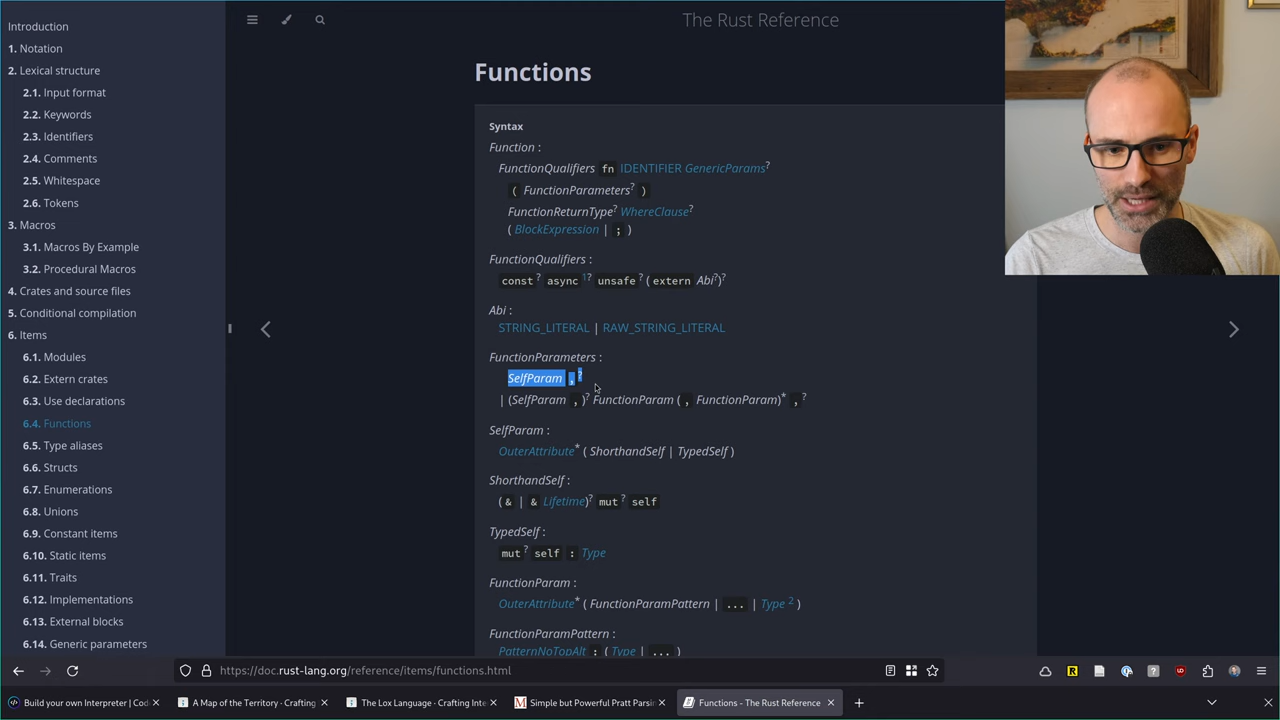 The Rust Reference
Introduction
1. Notation
2. Lexical structure
2.1. Input format
2.2. Keywords
2.3. Identifiers
2.4. Comments
2.5. Whitespace
2.6. Tokens
3. Macros
3.1. Macros By Example
3.2. Procedural Macros
4. Crates and source files
5. Conditional compilation
6. Items
6.1. Modules
6.2. Extern crates
6.3. Use declarations
6.4. Functions
6.5. Type aliases
6.6. Structs
6.7. Enumerations
6.8. Unions
6.9. Constant items
6.10. Static items
6.11. Traits
6.12. Implementations
6.13. External blocks
6.14. Generic parameters
Functions
Syntax
Function :
FunctionQualifiers fn IDENTIFIER GenericParams?
( FunctionParameters? )
FunctionReturnType? WhereClause?
( BlockExpression | ; )
FunctionQualifiers :
const? async1? unsafe? (extern Abi?)?
Abi :
STRING_LITERAL | RAW_STRING_LITERAL
FunctionParameters :
SelfParam ,?
| (SelfParam ,)? FunctionParam (, FunctionParam)* ,?
SelfParam :
OuterAttribute* ( ShorthandSelf | TypedSelf )
ShorthandSelf :
(& | & Lifetime)? mut? self
TypedSelf :
mut? self : Type
FunctionParam :
OuterAttribute* ( FunctionParamPattern | ... | Type 2 )
FunctionParamPattern :
PatternNoTopAlt : ( Type | ... )
https://doc.rust-lang.org/reference/items/functions.html
Build your own Interpreter | Cod
A Map of the Territory · Crafting
The Lox Language · Crafting Inte
Simple but Powerful Pratt Parsin
Functions - The Rust Reference